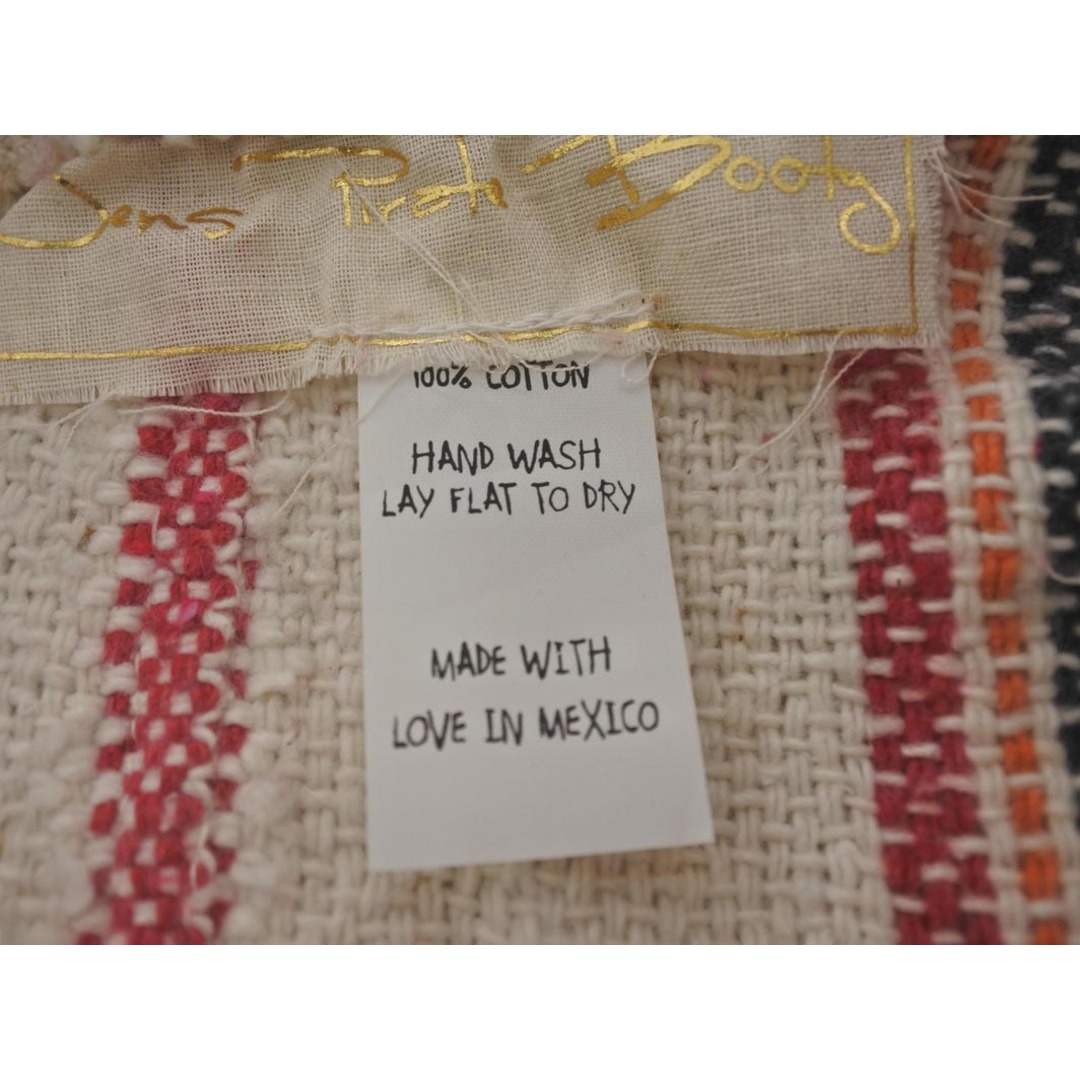 Jens Pirate Booty
100% COTTON
HAND WASH
LAY FLAT TO DRY
MADE WITH
LOVE IN MEXICO